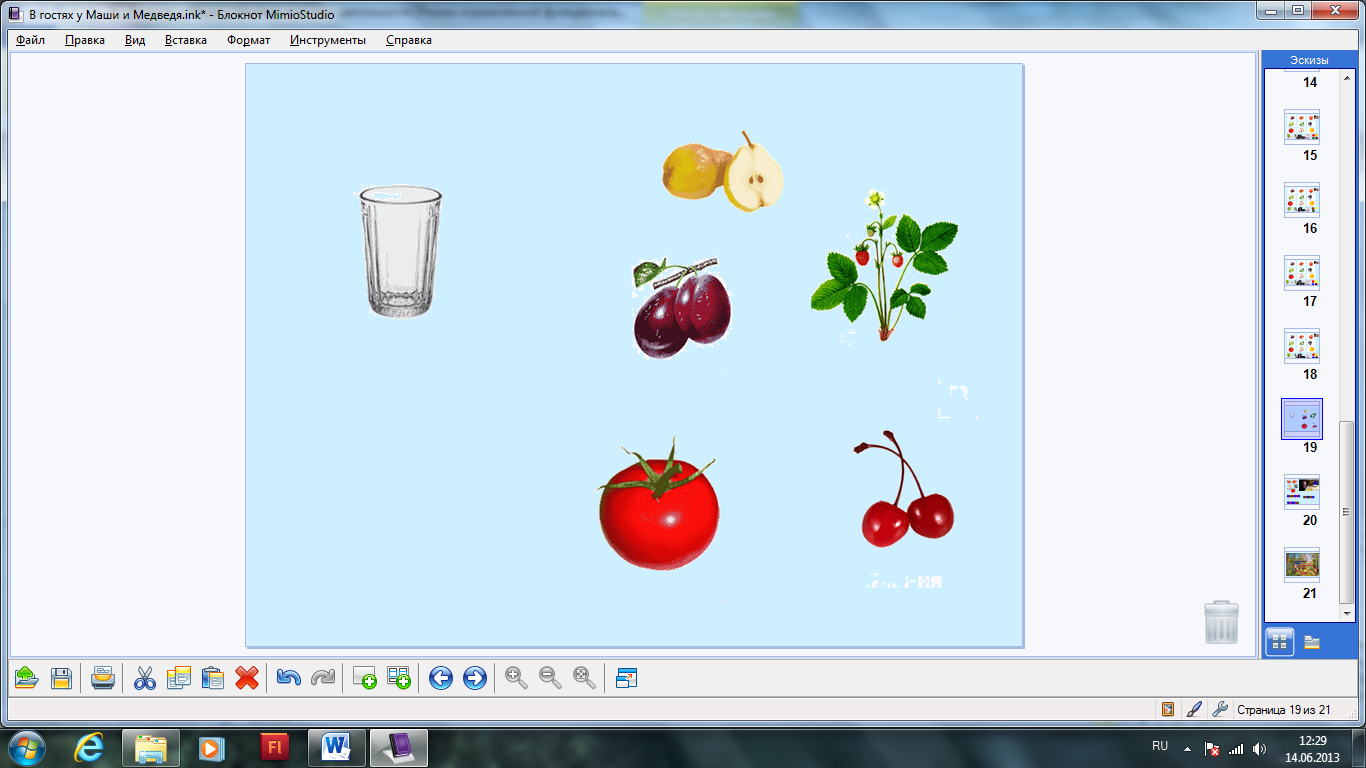 В гостях у Маши и Медведя.ink* - Блокнот MimioStudio
Файл Правка Вид Вставка Формат Инструменты Справка
Эскизы
14
15
16
17
18
19
20
21
Страница 19 из 21
Fl
W
RU
12:29
14.06.2013